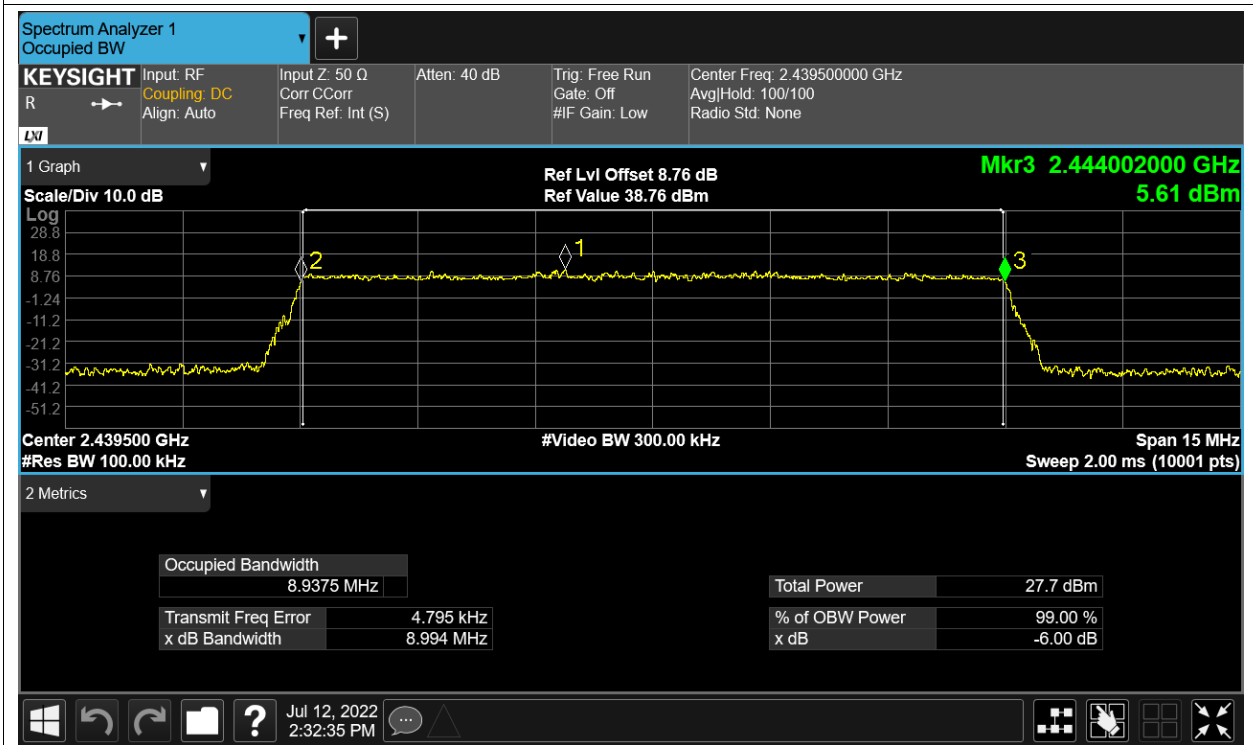 Spectrum Analyzer 1
Occupied BW
▼
+
KEYSIGHT Input: RF Input Z: 50 Ω Atten: 40 dB Trig: Free Run Center Freq: 2.439500000 GHz
R Coupling: DC Corr CCorr Gate: Off Avg|Hold: 100/100
Align: Auto Freq Ref: Int (S) #IF Gain: Low Radio Std: None
LXI
1 Graph ▼ Ref Lvl Offset 8.76 dB Mkr3 2.444002000 GHz
Scale/Div 10.0 dB Ref Value 38.76 dBm 5.61 dBm
Log
28.8
18.8 1
8.76 2 3
-1.24
-11.2
-21.2
-31.2
-41.2
-51.2
Center 2.439500 GHz #Video BW 300.00 kHz Span 15 MHz
#Res BW 100.00 kHz Sweep 2.00 ms (10001 pts)
2 Metrics ▼
Occupied Bandwidth
8.9375 MHz Total Power 27.7 dBm
Transmit Freq Error 4.795 kHz % of OBW Power 99.00 %
x dB Bandwidth 8.994 MHz x dB -6.00 dB
? Jul 12, 2022
2:32:35 PM